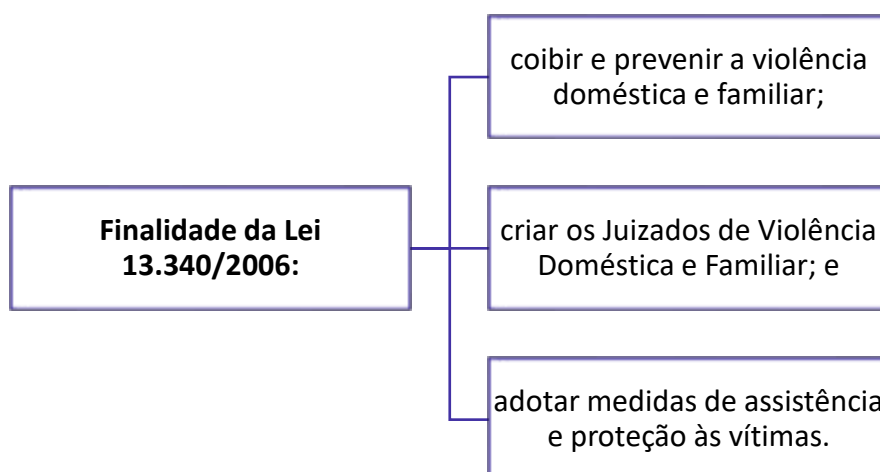 coibir e prevenir a violência
doméstica e familiar;
Finalidade da Lei
13.340/2006:
criar os Juizados de Violência
Doméstica e Familiar; e
adotar medidas de assistência
e proteção às vítimas.